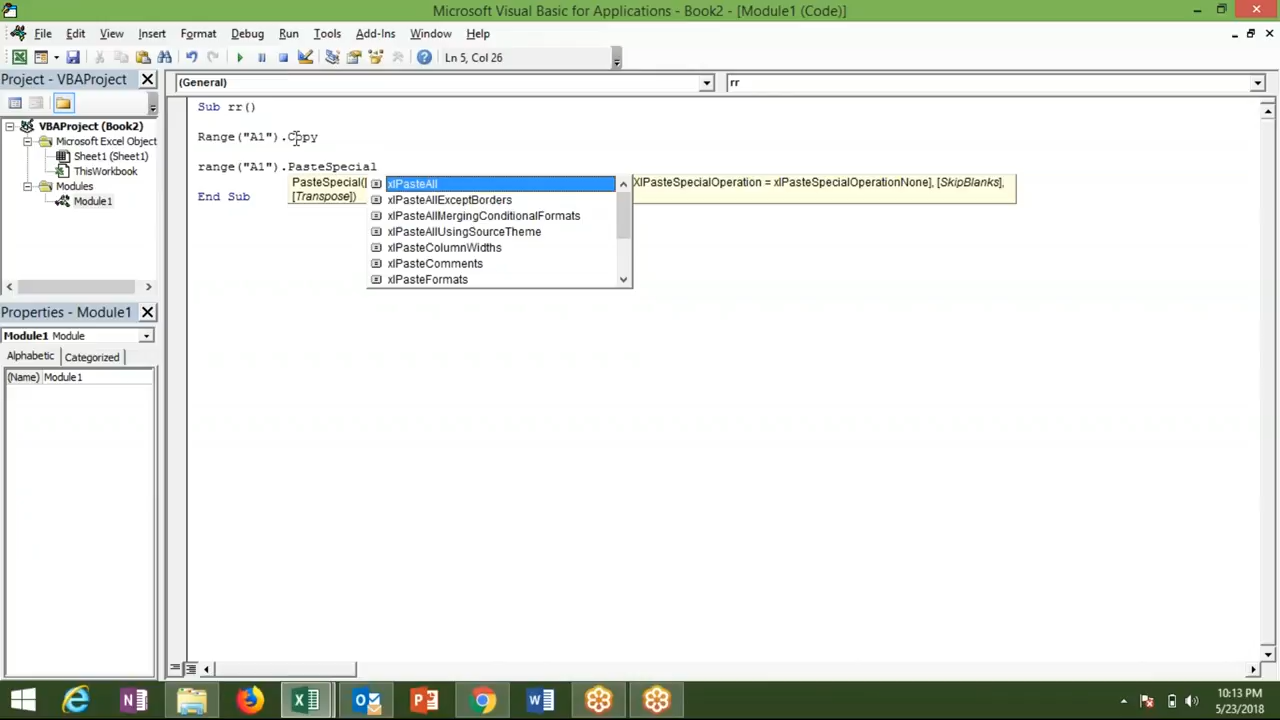 Microsoft Visual Basic for Applications - Book2 - [Module1 (Code)]
File Edit View Insert Format Debug Run Tools Add-Ins Window Help
Ln 5, Col 26
Project - VBAProject
(General)
rr
VBAProject (Book2)
Microsoft Excel Object
Sheet1 (Sheet1)
ThisWorkbook
Modules
Module1
Sub rr()
Range("A1").Copy
range("A1").PasteSpecial
PasteSpecial([
XlPasteSpecialOperation = xlPasteSpecialOperationNone], [SkipBlanks],
[Transpose])
End Sub
xlPasteAll
xlPasteAllExceptBorders
xlPasteAllMergingConditionalFormats
xlPasteAllUsingSourceTheme
xlPasteColumnWidths
xlPasteComments
xlPasteFormats
Properties - Module1
Module1 Module
Alphabetic Categorized
(Name) Module1
10:13 PM
5/23/2018